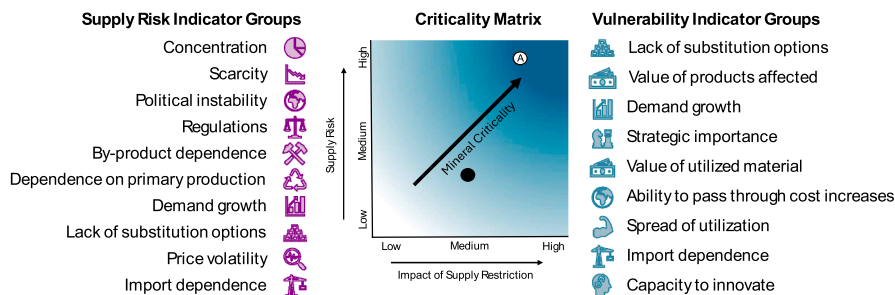 Supply Risk Indicator Groups
Concentration
Scarcity
Political instability
Regulations
By-product dependence
Dependence on primary production
Demand growth
Lack of substitution options
Price volatility
Import dependence
Criticality Matrix
High
Medium
Low
Supply Risk
A
Mineral Criticality
Low Medium High
Impact of Supply Restriction
Vulnerability Indicator Groups
Lack of substitution options
Value of products affected
Demand growth
Strategic importance
Value of utilized material
Ability to pass through cost increases
Spread of utilization
Import dependence
Capacity to innovate